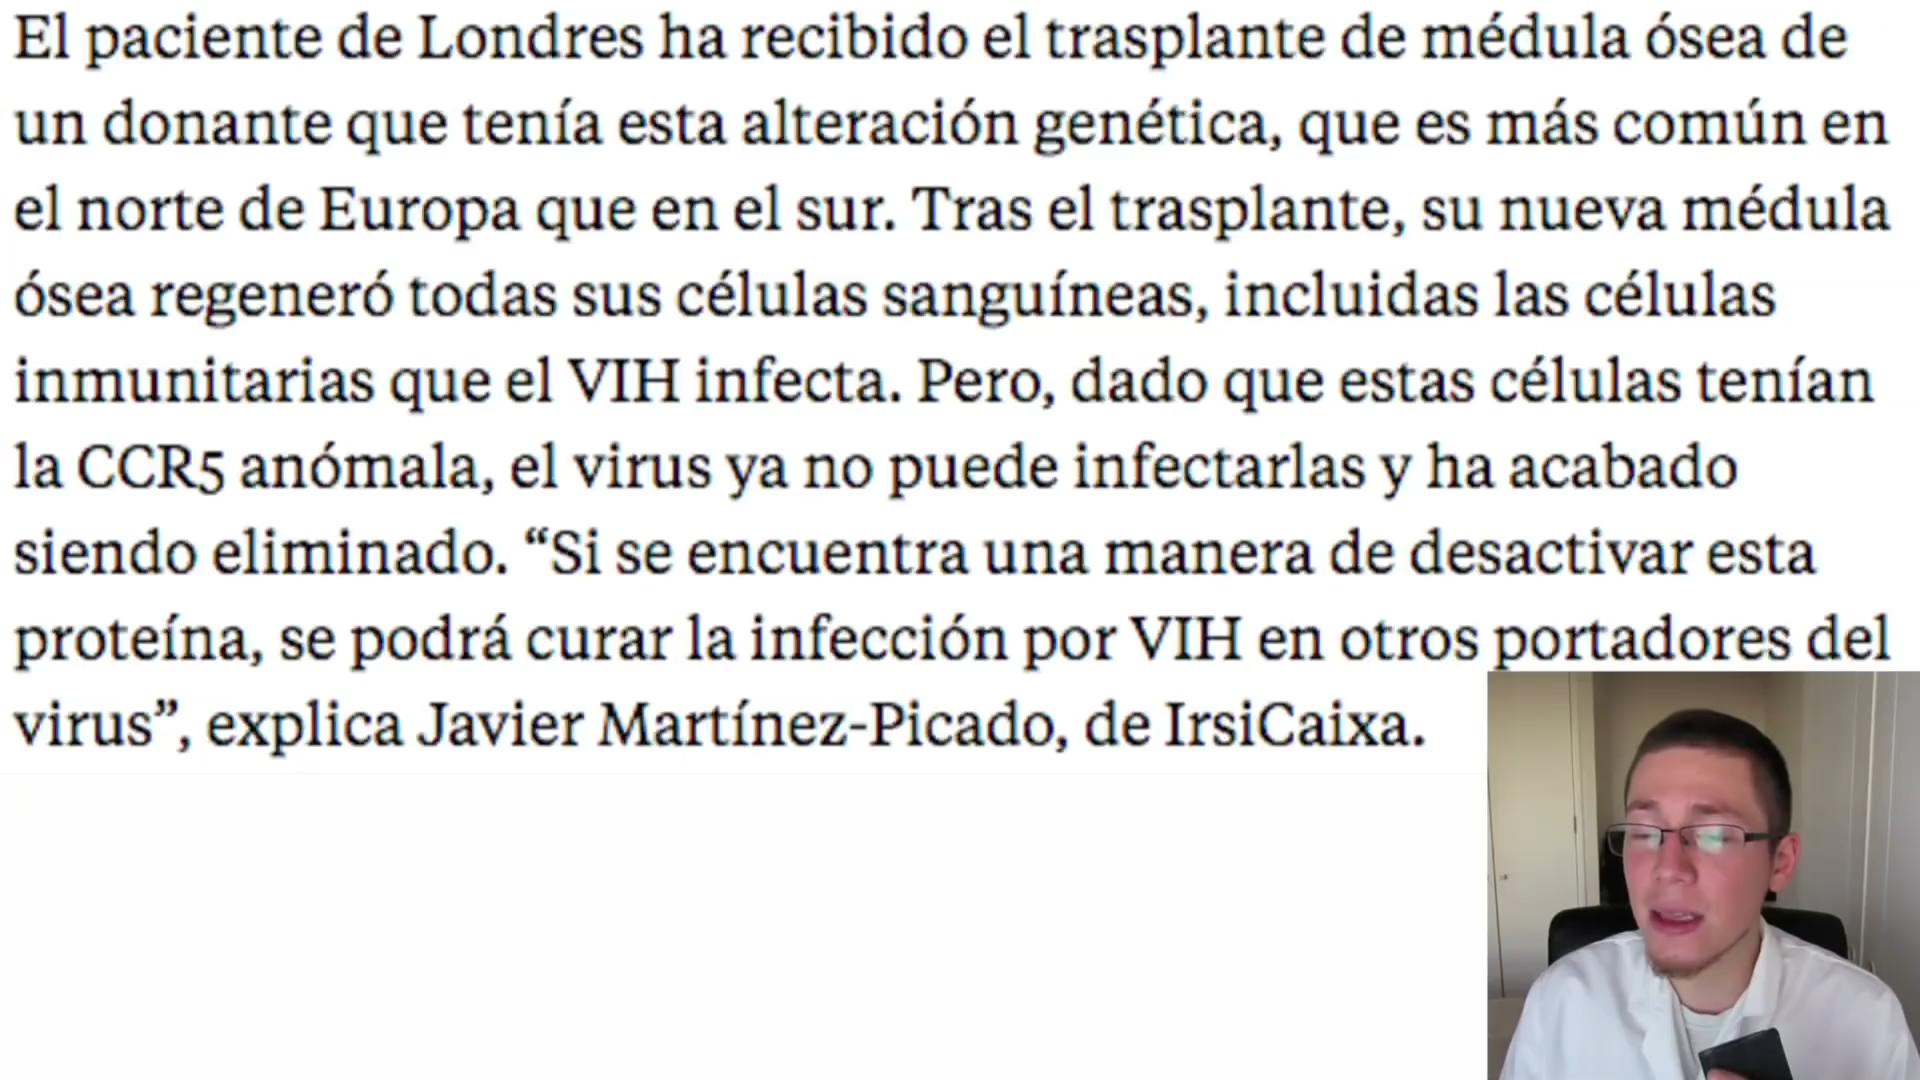 El paciente de Londres ha recibido el trasplante de médula ósea de
un donante que tenía esta alteración genética, que es más común en
el norte de Europa que en el sur. Tras el trasplante, su nueva médula
ósea regeneró todas sus células sanguíneas, incluidas las células
inmunitarias que el VIH infecta. Pero, dado que estas células tenían
la CCR5 anómala, el virus ya no puede infectarlas y ha acabado
siendo eliminado. “Si se encuentra una manera de desactivar esta
proteína, se podrá curar la infección por VIH en otros portadores del
virus”, explica Javier Martínez-Picado, de IrsiCaixa.